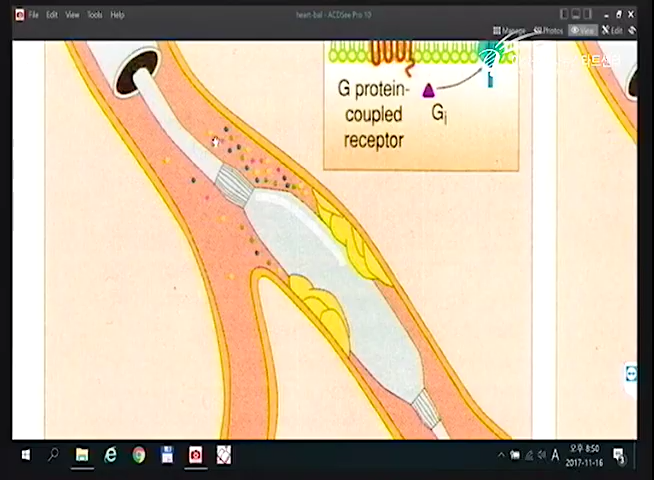 heart-bal - ACDSee Pro 10
File Edit View Tools Help
Manage Photos View Edit
G protein-
coupled
receptor
Gi
A
오후 8:50
2017-11-16